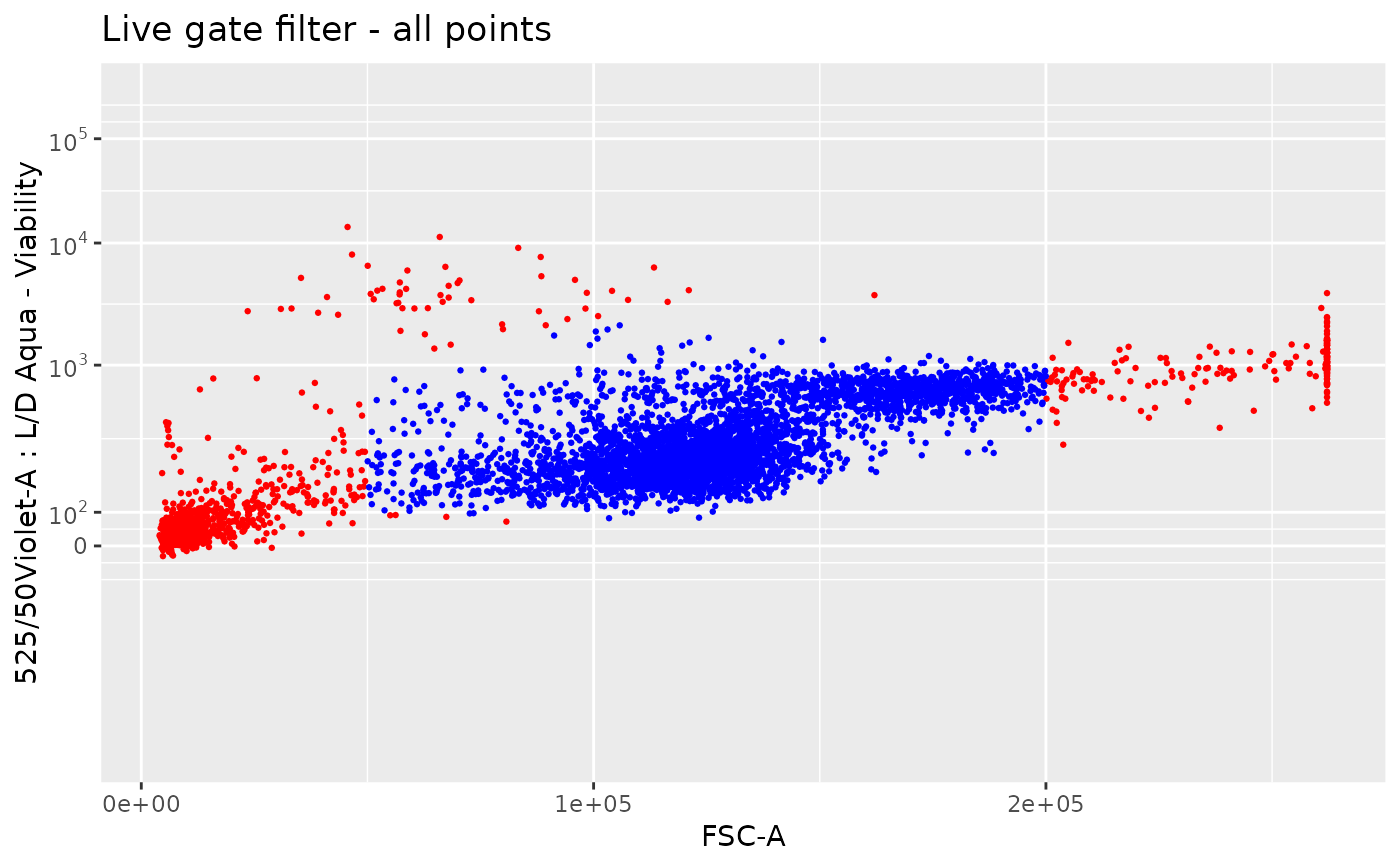 Live gate filter - all points
525/50Violet-A : L/D Aqua - Viability
10^5
10^4
10^3
10^2
0
0e+00 1e+05 2e+05
FSC-A